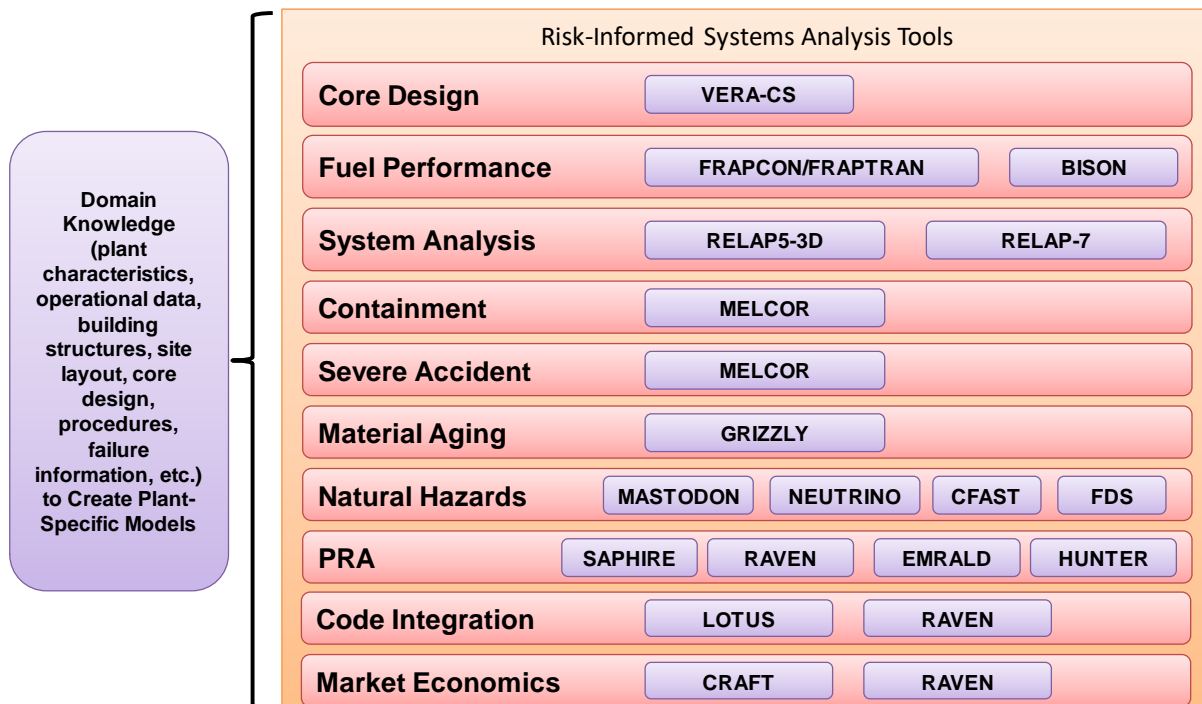 Risk-Informed Systems Analysis Tools
Domain
Knowledge
(plant
characteristics,
operational data,
building
structures, site
layout, core
design,
procedures,
failure
information, etc.)
to Create Plant-
Specific Models
Core Design VERA-CS
Fuel Performance FRAPCON/FRAPTRAN BISON
System Analysis RELAP5-3D RELAP-7
Containment MELCOR
Severe Accident MELCOR
Material Aging GRIZZLY
Natural Hazards MASTODON NEUTRINO CFAST FDS
PRA SAPHIRE RAVEN EMRALD HUNTER
Code Integration LOTUS RAVEN
Market Economics CRAFT RAVEN